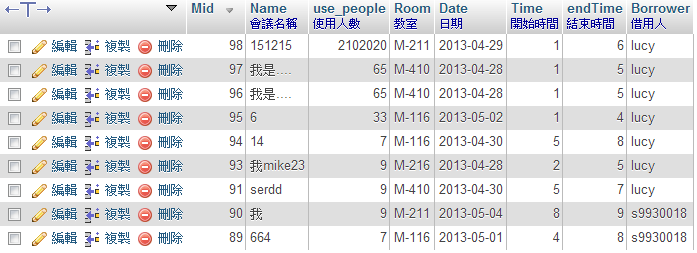 ←T→ Mid Name use_people Room Date Time endTime Borrower
會議名稱 使用人數 教室 日期 開始時間 結束時間 借用人
編輯 複製 刪除 98 151215 2102020 M-211 2013-04-29 1 6 lucy
編輯 複製 刪除 97 我是.... 65 M-410 2013-04-28 1 5 lucy
編輯 複製 刪除 96 我是.... 65 M-410 2013-04-28 1 5 lucy
編輯 複製 刪除 95 6 33 M-116 2013-05-02 1 4 lucy
編輯 複製 刪除 94 14 7 M-116 2013-04-30 5 8 lucy
編輯 複製 刪除 93 我mike23 9 M-216 2013-04-28 2 5 lucy
編輯 複製 刪除 91 serdd 9 M-410 2013-04-30 5 7 lucy
編輯 複製 刪除 90 我 9 M-211 2013-05-04 8 9 s9930018
編輯 複製 刪除 89 664 7 M-116 2013-05-01 4 8 s9930018